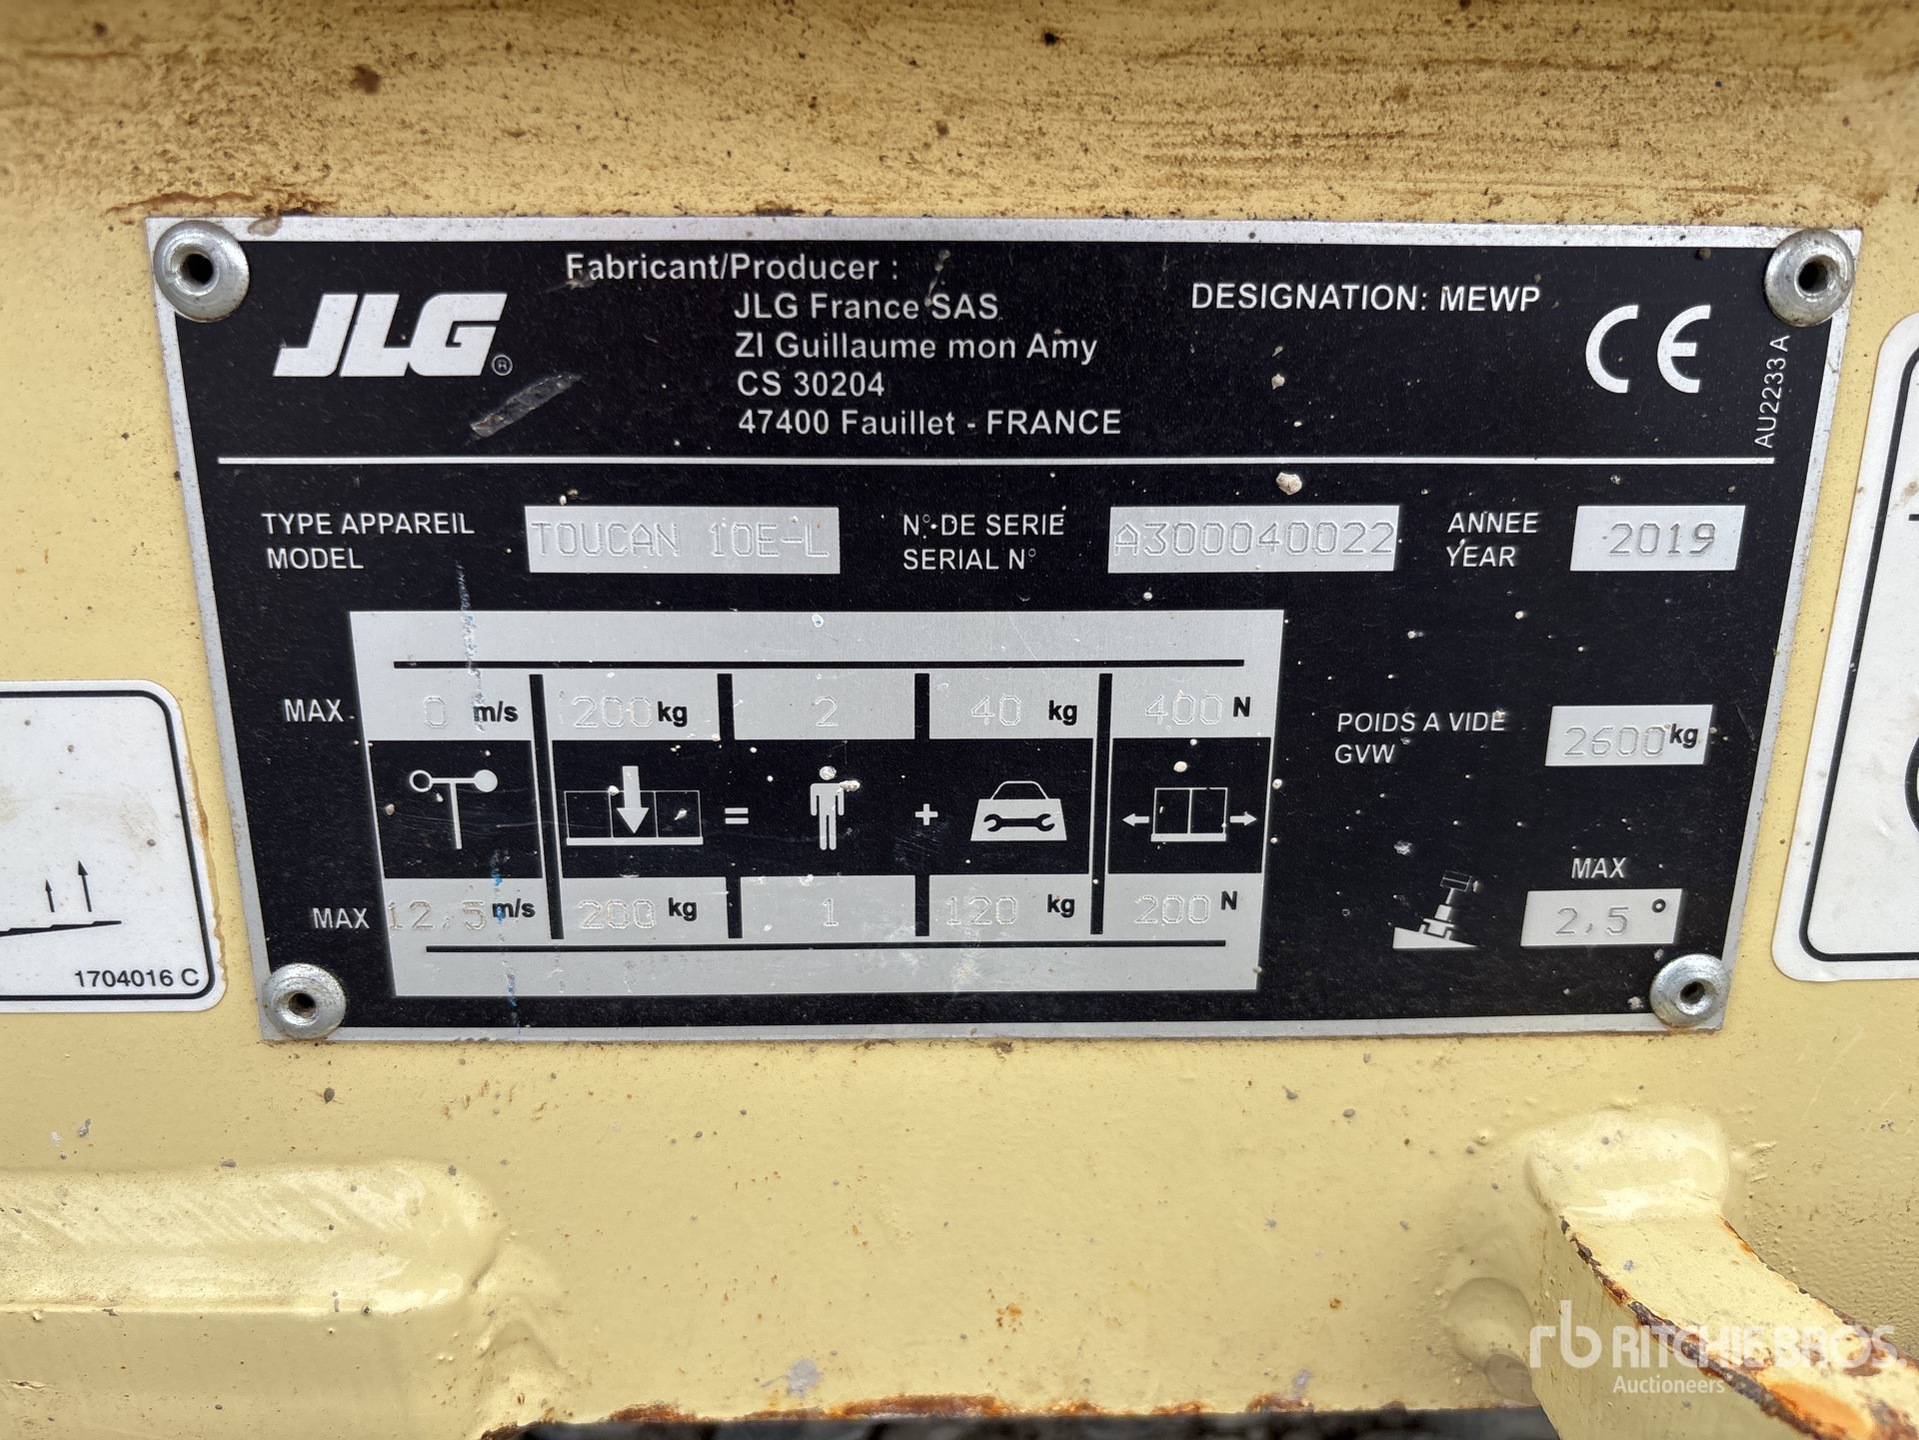 JLG®
Fabricant/Producer :
JLG France SAS
ZI Guillaume mon Amy
CS 30204
47400 Fauillet - FRANCE
DESIGNATION: MEWP
CE
AU2233 A
TYPE APPAREIL
MODEL
TOUCAN 10E-L
N° DE SERIE
SERIAL N°
A300040022
ANNEE
YEAR
2019
MAX 0 m/s 200 kg 2 40 kg 400 N
= +
MAX 12,5 m/s 200 kg 1 120 kg 200 N
POIDS A VIDE
GVW
2600 kg
MAX
2,5 °
1704016 C
rb RITCHIE BROS.
Auctioneers